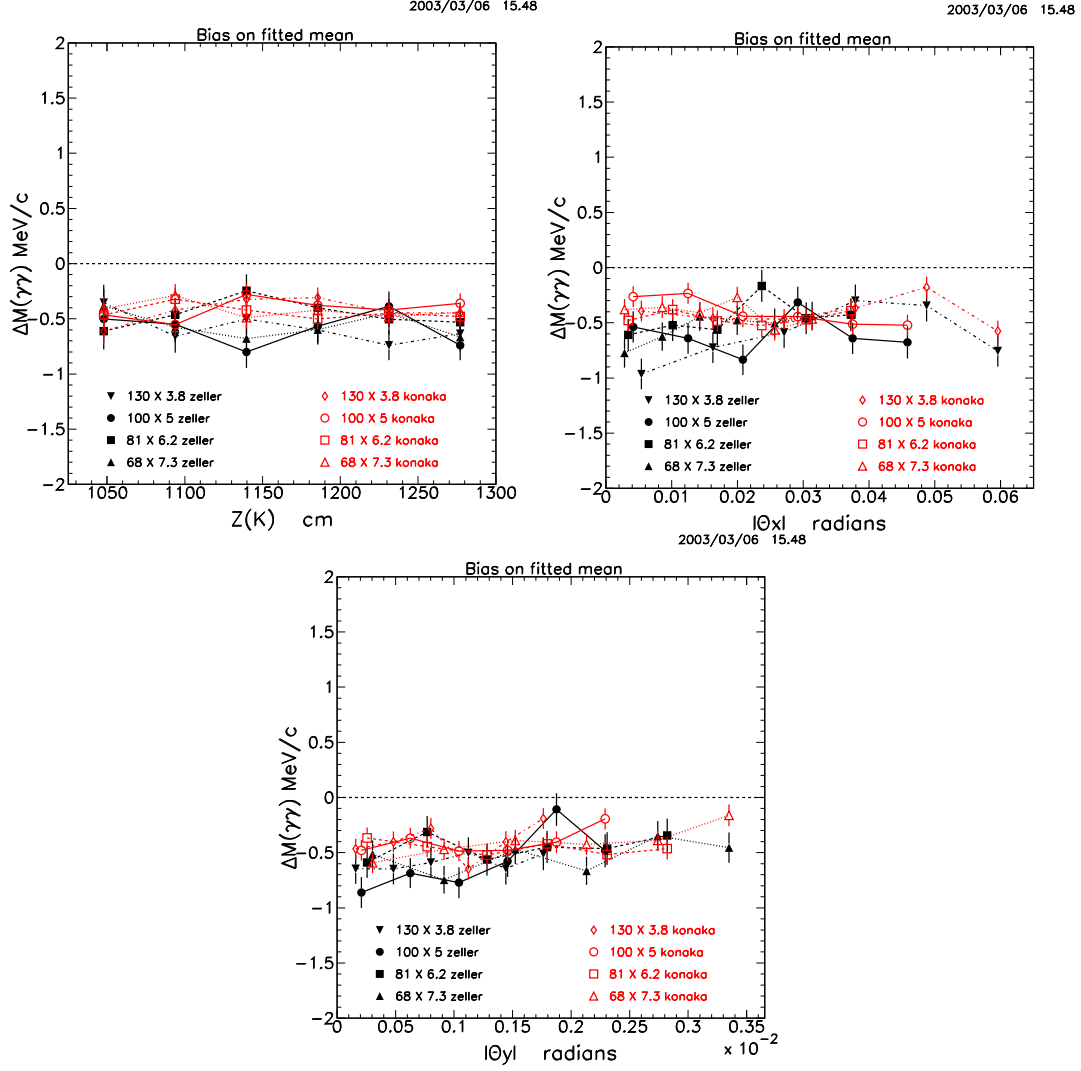 2003/03/06 15.48
Bias on fitted mean
ΔM(γγ) MeV/c
2
1.5
1
0.5
0
−0.5
−1
−1.5
−2
130 X 3.8 zeller
100 X 5 zeller
81 X 6.2 zeller
68 X 7.3 zeller
130 X 3.8 konaka
100 X 5 konaka
81 X 6.2 konaka
68 X 7.3 konaka
1050 1100 1150 1200 1250 1300
Z(K) cm
2003/03/06 15.48
Bias on fitted mean
ΔM(γγ) MeV/c
2
1.5
1
0.5
0
−0.5
−1
−1.5
−2
130 X 3.8 zeller
100 X 5 zeller
81 X 6.2 zeller
68 X 7.3 zeller
130 X 3.8 konaka
100 X 5 konaka
81 X 6.2 konaka
68 X 7.3 konaka
0 0.01 0.02 0.03 0.04 0.05 0.06
|Θx| radians
2003/03/06 15.48
Bias on fitted mean
ΔM(γγ) MeV/c
2
1.5
1
0.5
0
−0.5
−1
−1.5
−2
130 X 3.8 zeller
100 X 5 zeller
81 X 6.2 zeller
68 X 7.3 zeller
130 X 3.8 konaka
100 X 5 konaka
81 X 6.2 konaka
68 X 7.3 konaka
0 0.05 0.1 0.15 0.2 0.25 0.3 0.35
x 10⁻²
|Θy| radians